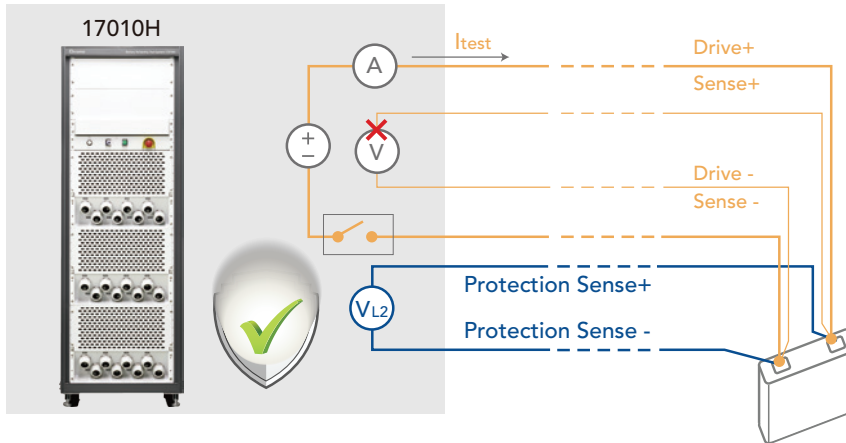 17010H
A
Itest
Drive+
Sense+
+
−
V
Drive -
Sense -
VL2
Protection Sense+
Protection Sense -